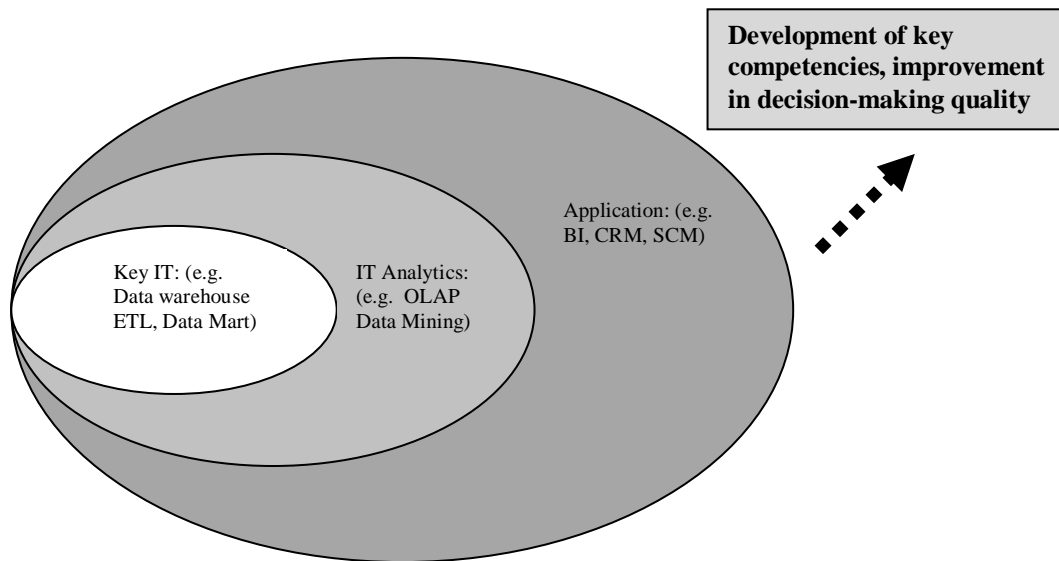 Development of key
competencies, improvement
in decision-making quality
Application: (e.g.
BI, CRM, SCM)
Key IT: (e.g.
Data warehouse
ETL, Data Mart)
IT Analytics:
(e.g.  OLAP
Data Mining)